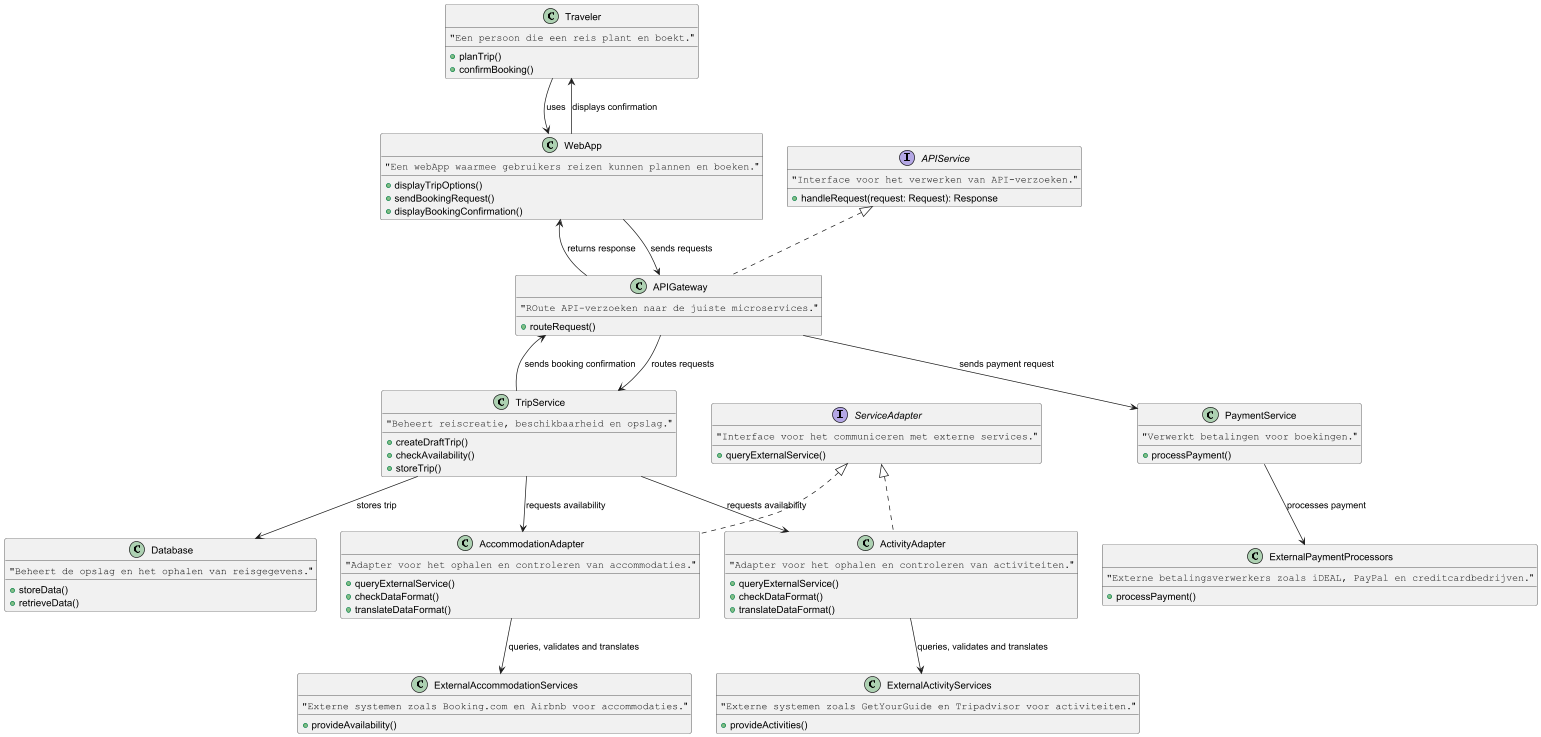 C Traveler
"Een persoon die een reis plant en boekt."
planTrip()
confirmBooking()
uses
displays confirmation
C WebApp
"Een webApp waarmee gebruikers reizen kunnen plannen en boeken."
displayTripOptions()
sendBookingRequest()
displayBookingConfirmation()
I APIService
"Interface voor het verwerken van API-verzoeken."
handleRequest(request: Request): Response
returns response
sends requests
C APIGateway
"ROute API-verzoeken naar de juiste microservices."
routeRequest()
sends booking confirmation
routes requests
sends payment request
C TripService
"Beheert reiscreatie, beschikbaarheid en opslag."
createDraftTrip()
checkAvailability()
storeTrip()
I ServiceAdapter
"Interface voor het communiceren met externe services."
queryExternalService()
C PaymentService
"Verwerkt betalingen voor boekingen."
processPayment()
stores trip
requests availability
requests availability
processes payment
C Database
"Beheert de opslag en het ophalen van reisgegevens."
storeData()
retrieveData()
C AccommodationAdapter
"Adapter voor het ophalen en controleren van accommodaties."
queryExternalService()
checkDataFormat()
translateDataFormat()
C ActivityAdapter
"Adapter voor het ophalen en controleren van activiteiten."
queryExternalService()
checkDataFormat()
translateDataFormat()
C ExternalPaymentProcessors
"Externe betalingsverwerkers zoals iDEAL, PayPal en creditcardbedrijven."
processPayment()
queries, validates and translates
queries, validates and translates
C ExternalAccommodationServices
"Externe systemen zoals Booking.com en Airbnb voor accommodaties."
provideAvailability()
C ExternalActivityServices
"Externe systemen zoals GetYourGuide en Tripadvisor voor activiteiten."
provideActivities()